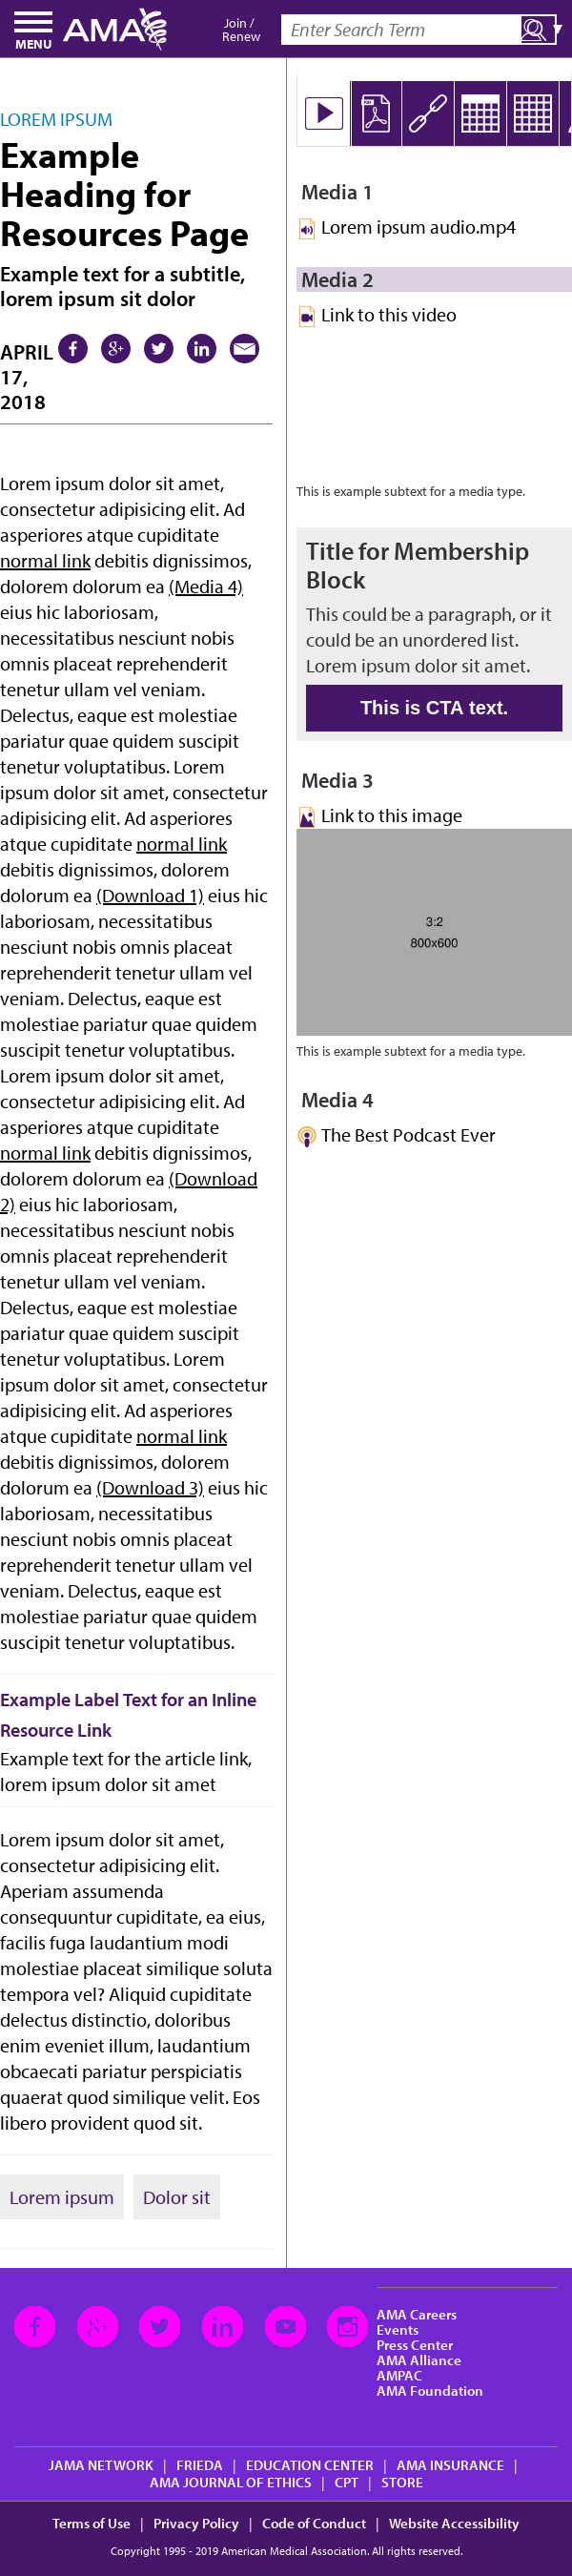 MENU
AMA
Join /
Renew
Enter Search Term
LOREM IPSUM
Example
Heading for
Resources Page
Example text for a subtitle,
lorem ipsum sit dolor
APRIL
17,
2018
Lorem ipsum dolor sit amet,
consectetur adipisicing elit. Ad
asperiores atque cupiditate
normal link debitis dignissimos,
dolorem dolorum ea (Media 4)
eius hic laboriosam,
necessitatibus nesciunt nobis
omnis placeat reprehenderit
tenetur ullam vel veniam.
Delectus, eaque est molestiae
pariatur quae quidem suscipit
tenetur voluptatibus. Lorem
ipsum dolor sit amet, consectetur
adipisicing elit. Ad asperiores
atque cupiditate normal link
debitis dignissimos, dolorem
dolorum ea (Download 1) eius hic
laboriosam, necessitatibus
nesciunt nobis omnis placeat
reprehenderit tenetur ullam vel
veniam. Delectus, eaque est
molestiae pariatur quae quidem
suscipit tenetur voluptatibus.
Lorem ipsum dolor sit amet,
consectetur adipisicing elit. Ad
asperiores atque cupiditate
normal link debitis dignissimos,
dolorem dolorum ea (Download
2) eius hic laboriosam,
necessitatibus nesciunt nobis
omnis placeat reprehenderit
tenetur ullam vel veniam.
Delectus, eaque est molestiae
pariatur quae quidem suscipit
tenetur voluptatibus. Lorem
ipsum dolor sit amet, consectetur
adipisicing elit. Ad asperiores
atque cupiditate normal link
debitis dignissimos, dolorem
dolorum ea (Download 3) eius hic
laboriosam, necessitatibus
nesciunt nobis omnis placeat
reprehenderit tenetur ullam vel
veniam. Delectus, eaque est
molestiae pariatur quae quidem
suscipit tenetur voluptatibus.
Example Label Text for an Inline
Resource Link
Example text for the article link,
lorem ipsum dolor sit amet
Lorem ipsum dolor sit amet,
consectetur adipisicing elit.
Aperiam assumenda
consequuntur cupiditate, ea eius,
facilis fuga laudantium modi
molestiae placeat similique soluta
tempora vel? Aliquid cupiditate
delectus distinctio, doloribus
enim eveniet illum, laudantium
obcaecati pariatur perspiciatis
quaerat quod similique velit. Eos
libero provident quod sit.
Lorem ipsum Dolor sit
PDF
Media 1
Lorem ipsum audio.mp4
Media 2
Link to this video
This is example subtext for a media type.
Title for Membership
Block
This could be a paragraph, or it
could be an unordered list.
Lorem ipsum dolor sit amet.
This is CTA text.
Media 3
Link to this image
3:2
800x600
This is example subtext for a media type.
Media 4
The Best Podcast Ever
AMA Careers
Events
Press Center
AMA Alliance
AMPAC
AMA Foundation
JAMA NETWORK | FRIEDA | EDUCATION CENTER | AMA INSURANCE |
AMA JOURNAL OF ETHICS | CPT | STORE
Terms of Use | Privacy Policy | Code of Conduct | Website Accessibility
Copyright 1995 - 2019 American Medical Association. All rights reserved.